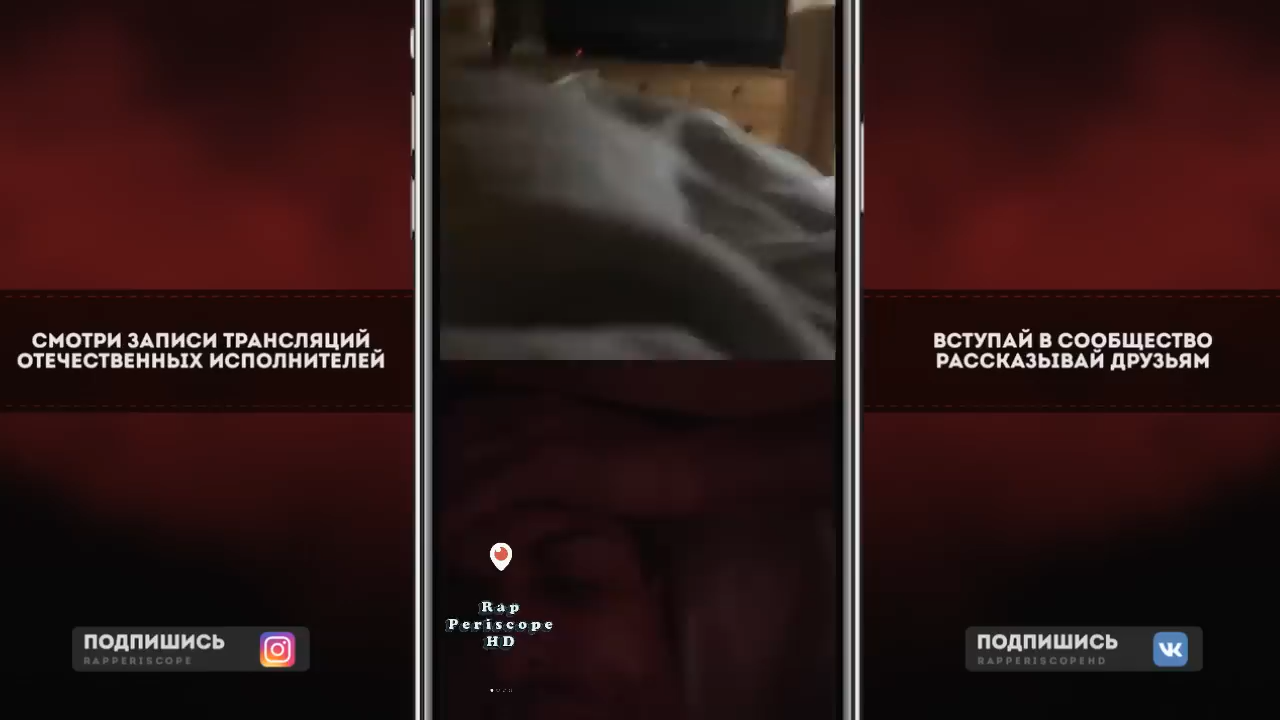 СМОТРИ ЗАПИСИ ТРАНСЛЯЦИЙ
ОТЕЧЕСТВЕННЫХ ИСПОЛНИТЕЛЕЙ
ВСТУПАЙ В СООБЩЕСТВО
РАССКАЗЫВАЙ ДРУЗЬЯМ
Rap
Periscope
HD
ПОДПИШИСЬ
RAPPERISCOPE
ПОДПИШИСЬ
RAPPERISCOPEHD